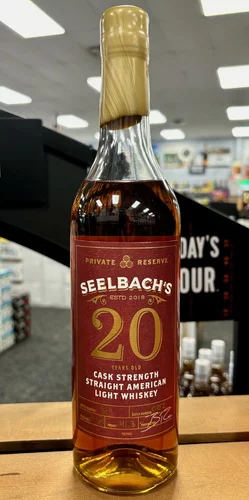 PRIVATE RESERVE
SEELBACH'S
ESTD 2018
20
YEARS OLD
CASK STRENGTH
STRAIGHT AMERICAN
LIGHT WHISKEY
DAY'S
OUR